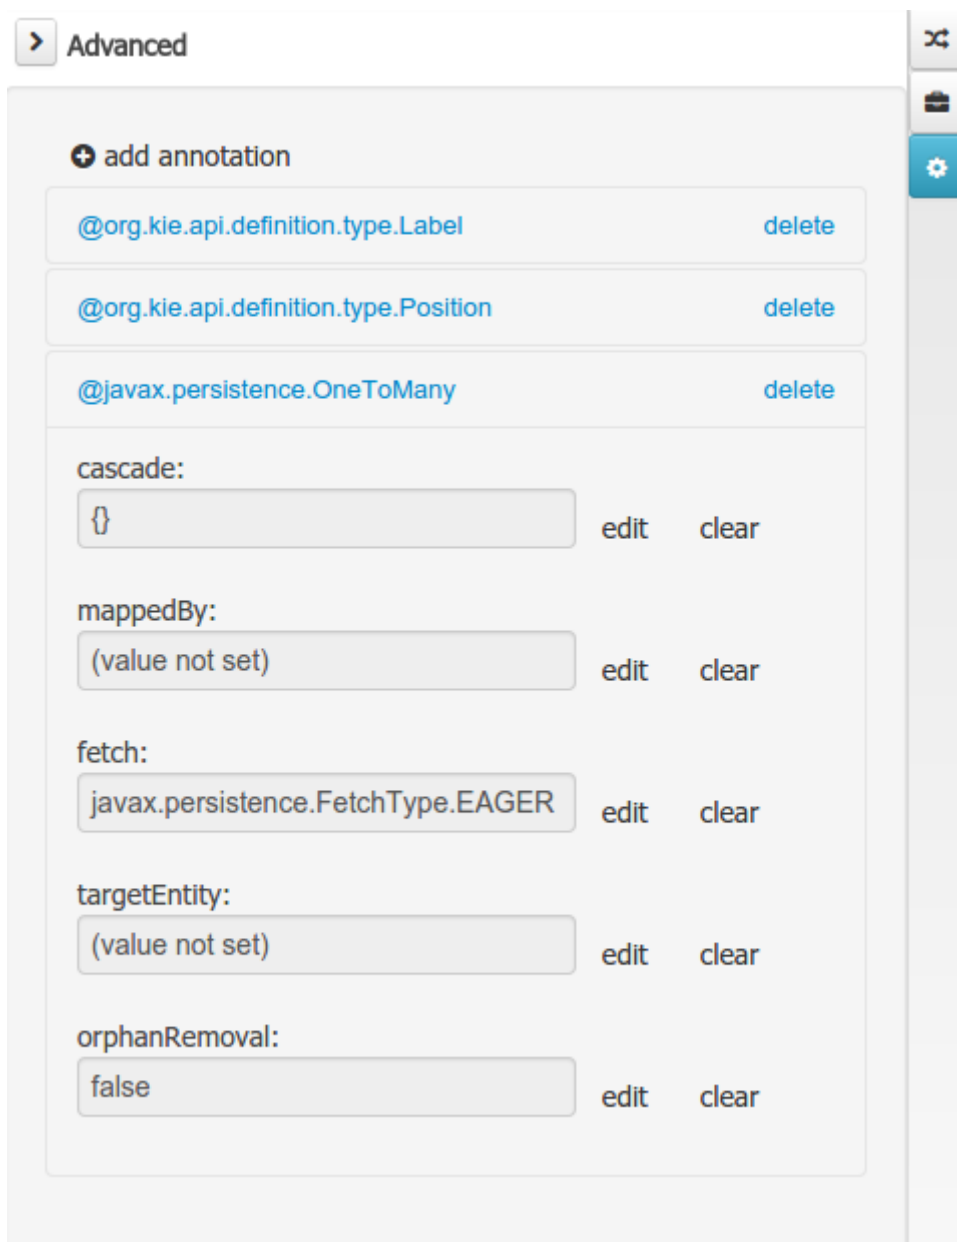 Advanced
add annotation
@org.kie.api.definition.type.Label delete
@org.kie.api.definition.type.Position delete
@javax.persistence.OneToMany delete
cascade:
{} edit clear
mappedBy:
(value not set) edit clear
fetch:
javax.persistence.FetchType.EAGER edit clear
targetEntity:
(value not set) edit clear
orphanRemoval:
false edit clear